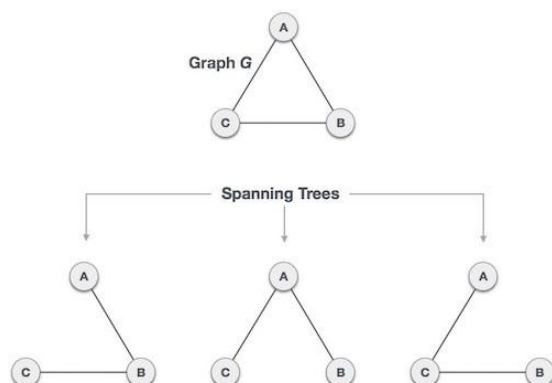 A
Graph G
C B
Spanning Trees
A A A
C B C B C B